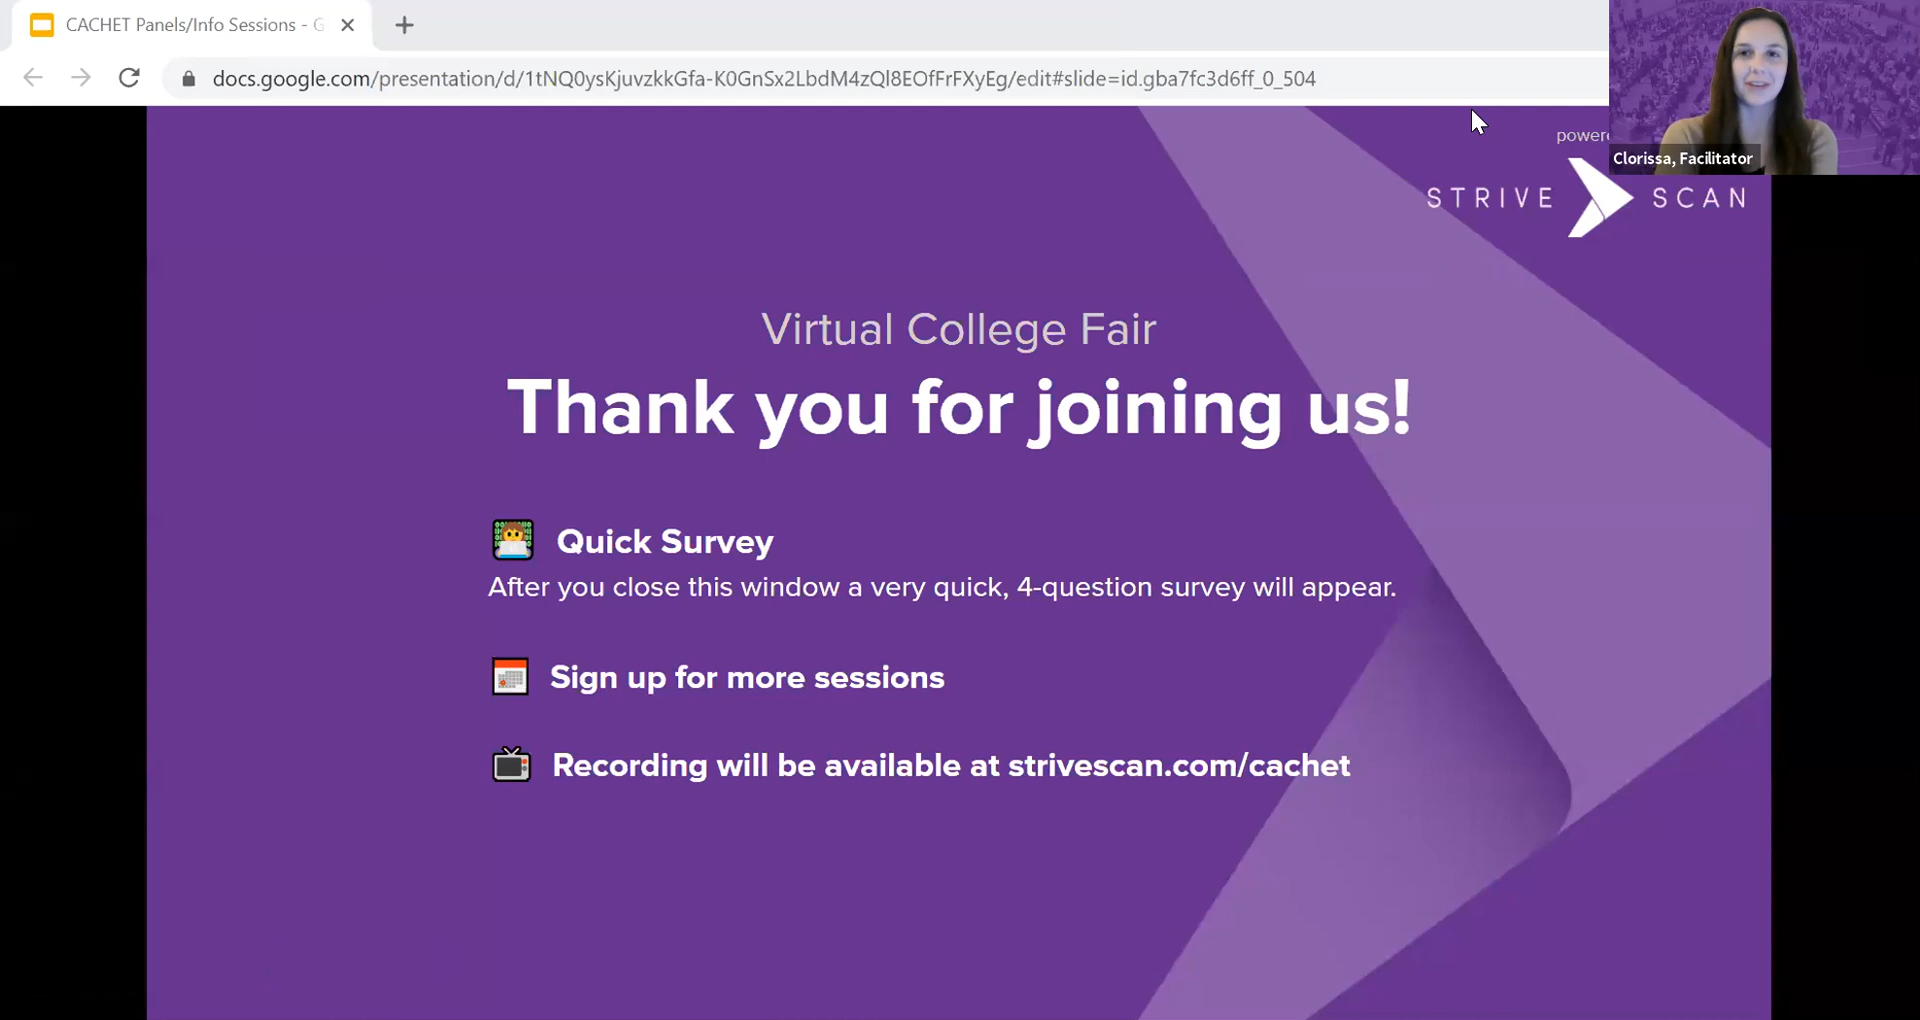 CACHET Panels/Info Sessions - G
docs.google.com/presentation/d/1tNQ0ysKjuvzkkGfa-K0GnSx2LbdM4zQl8EOfFrFXyEg/edit#slide=id.gba7fc3d6ff_0_504
Clorissa, Facilitator
STRIVE SCAN
Virtual College Fair
Thank you for joining us!
Quick Survey
After you close this window a very quick, 4-question survey will appear.
Sign up for more sessions
Recording will be available at strivescan.com/cachet